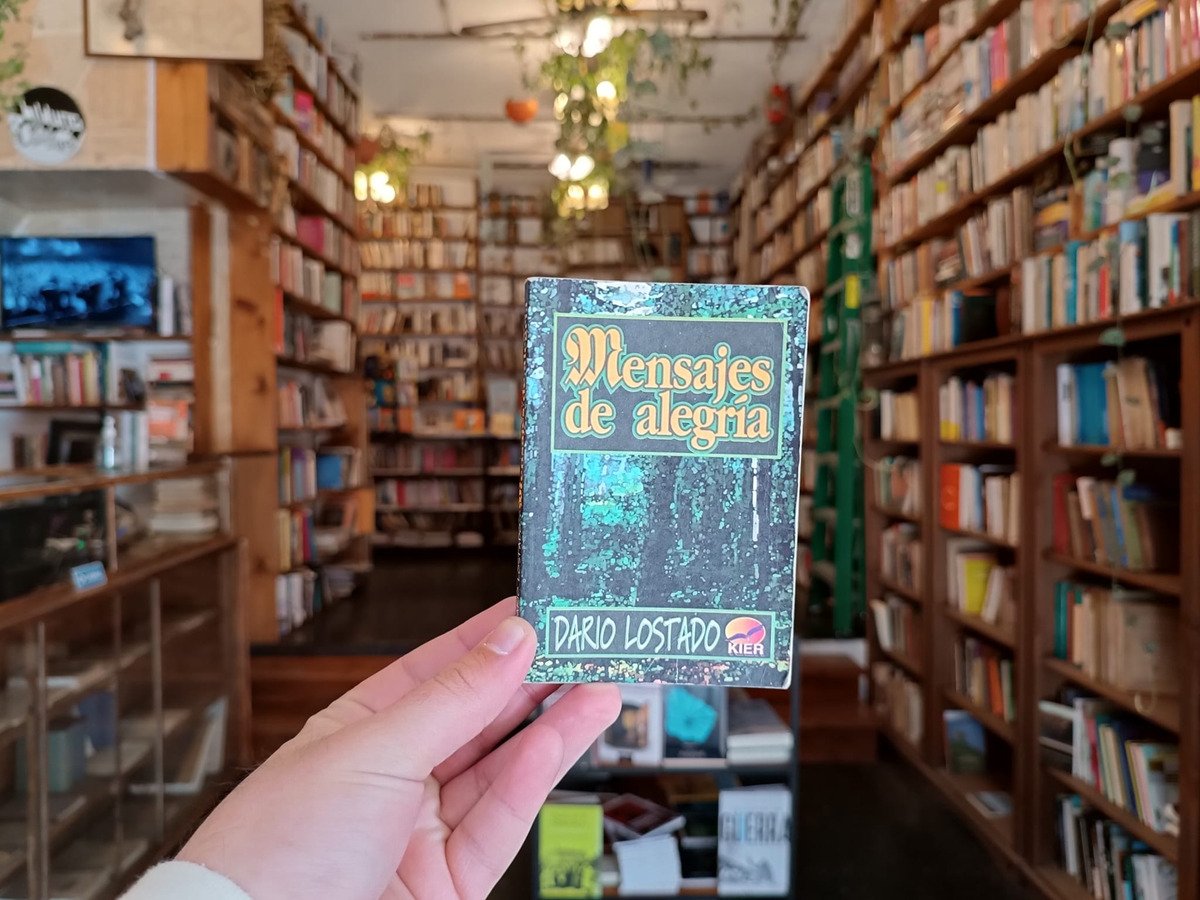 Mensajes
de alegría
DARIO LOSTADO
KIER
GUERRA